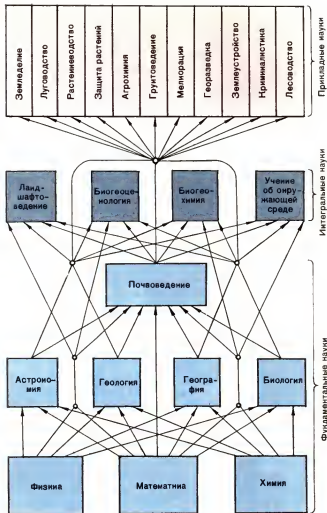 Земледелие
Луговодство
Растениеводство
Защита растений
Агрохимия
Грунтоведение
Мелиорация
Георазведка
Землеустройство
Криминалистика
Лесоводство
Прикладные науки
Ланд-
шафто-
ведение
Биогеоце-
нология
Биогео-
химия
Учение
об окру-
жающей
среде
Интегральные науки
Почвоведение
Астроно-
мия
Геология
Геогра-
фия
Биология
Физика
Математика
Химия
Фундаментальные науки